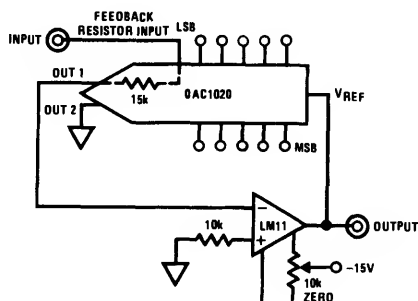 FEEDBACK
RESISTOR INPUT
LSB
INPUT
OUT 1
OUT 2
15k
DAC1020
VREF
MSB
10k
LM11
OUTPUT
-15V
10k
ZERO